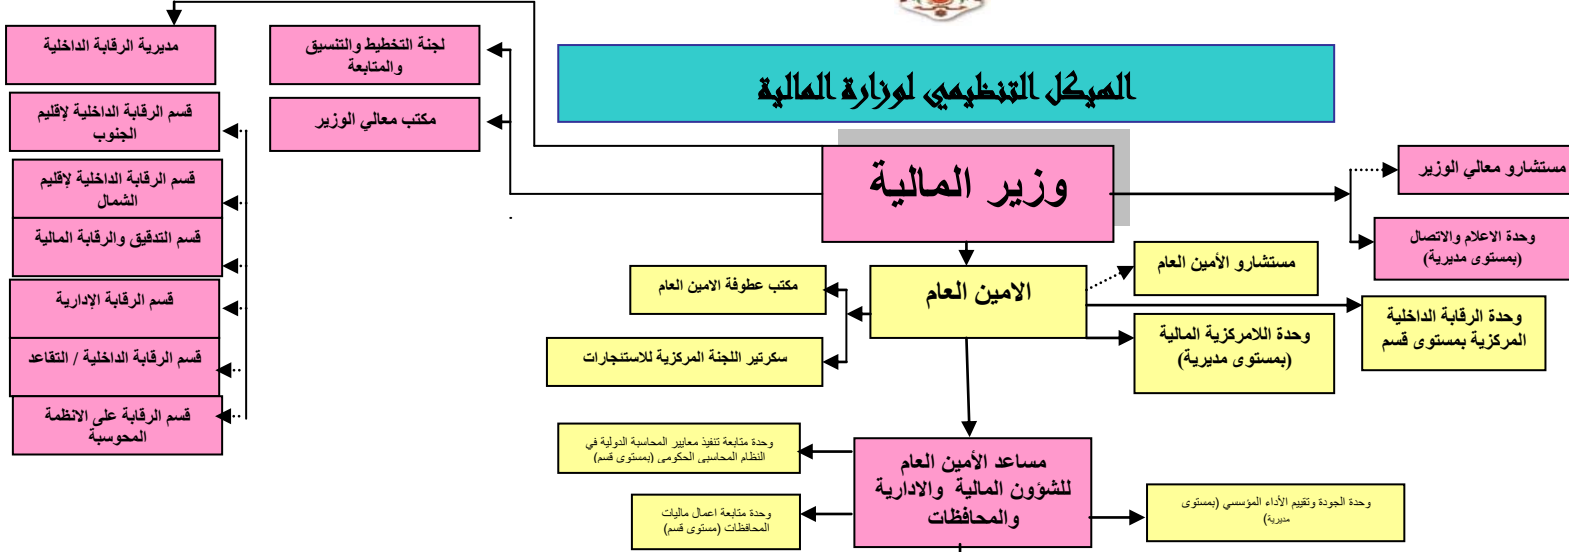 الهيكل التنظيمي لوزارة المالية
مديرية الرقابة الداخلية
لجنة التخطيط والتنسيق
والمتابعة
مكتب معالي الوزير
قسم الرقابة الداخلية لإقليم
الجنوب
قسم الرقابة الداخلية لإقليم
الشمال
قسم التدقيق والرقابة المالية
قسم الرقابة الإدارية
قسم الرقابة الداخلية / التقاعد
قسم الرقابة على الانظمة
المحوسبة
وزير المالية
مستشارو معالي الوزير
وحدة الاعلام والاتصال
(بمستوى مديرية)
الامين العام
مستشارو الأمين العام
وحدة الرقابة الداخلية
المركزية بمستوى قسم
وحدة اللامركزية المالية
(بمستوى مديرية)
مكتب عطوفة الامين العام
سكرتير اللجنة المركزية للاستئجارات
مساعد الأمين العام
للشؤون المالية والادارية
والمحافظات
وحدة متابعة تنفيذ معايير المحاسبة الدولية في
النظام المحاسبي الحكومي (بمستوى قسم)
وحدة متابعة اعمال ماليات
المحافظات (مستوى قسم)
وحدة الجودة وتقييم الأداء المؤسسي (بمستوى
مديرية)